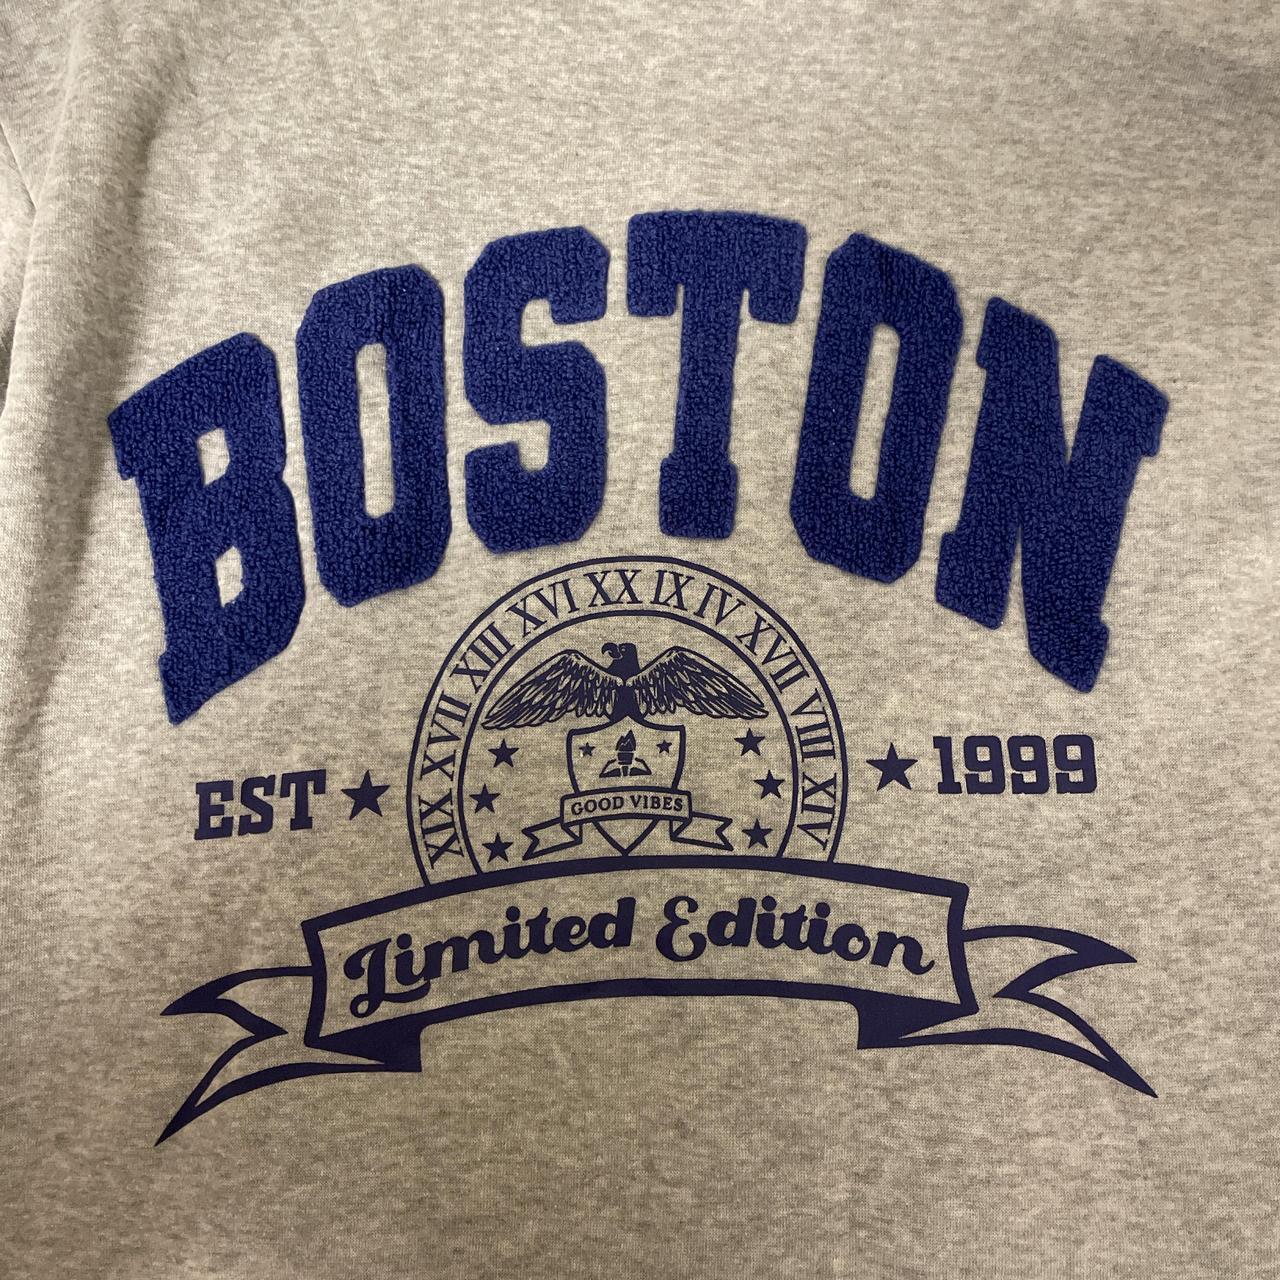 BOSTON
XIX XVII XIII XVI XX IX IV XVII VIII XIV
EST ★ ★ 1999
GOOD VIBES
Limited Edition